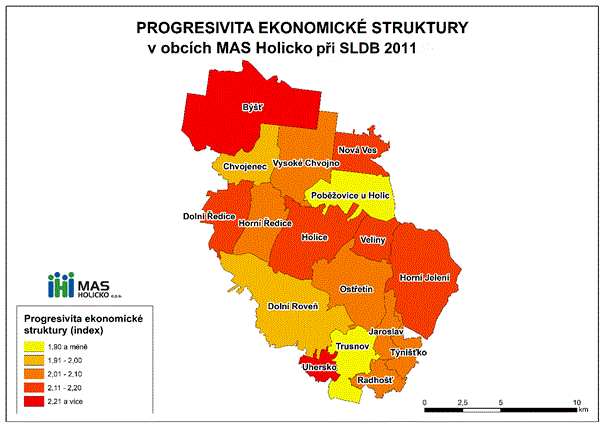 PROGRESIVITA EKONOMICKÉ STRUKTURY
v obcích MAS Holicko při SLDB 2011
Býšť
Nová Ves
Chvojenec
Vysoké Chvojno
Poběžovice u Holic
Dolní Ředice
Horní Ředice
Holice
Veliny
Horní Jelení
Ostřetín
Dolní Roveň
Jaroslav
Trusnov
Týnišťko
Uhersko
Radhošť
MAS
HOLICKO o.p.s.
Progresivita ekonomické
struktury (index)
1,90 a méně
1,91 - 2,00
2,01 - 2,10
2,11 - 2,20
2,21 a více
0 2,5 5 10
km